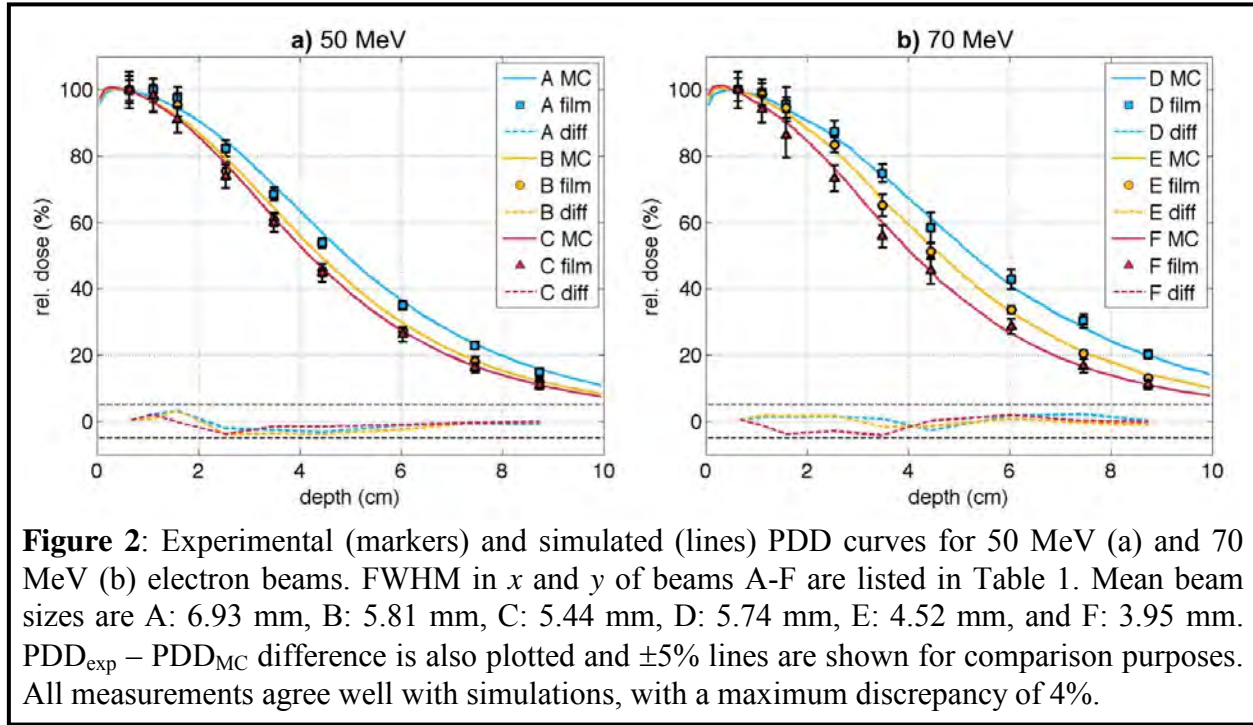 a) 50 MeV
100
80
60
40
20
0
rel. dose (%)
0 2 4 6 8 10
depth (cm)
A MC
A film
A diff
B MC
B film
B diff
C MC
C film
C diff
b) 70 MeV
100
80
60
40
20
0
rel. dose (%)
0 2 4 6 8 10
depth (cm)
D MC
D film
D diff
E MC
E film
E diff
F MC
F film
F diff
Figure 2: Experimental (markers) and simulated (lines) PDD curves for 50 MeV (a) and 70
MeV (b) electron beams. FWHM in x and y of beams A-F are listed in Table 1. Mean beam
sizes are A: 6.93 mm, B: 5.81 mm, C: 5.44 mm, D: 5.74 mm, E: 4.52 mm, and F: 3.95 mm.
PDDexp – PDDMC difference is also plotted and ±5% lines are shown for comparison purposes.
All measurements agree well with simulations, with a maximum discrepancy of 4%.